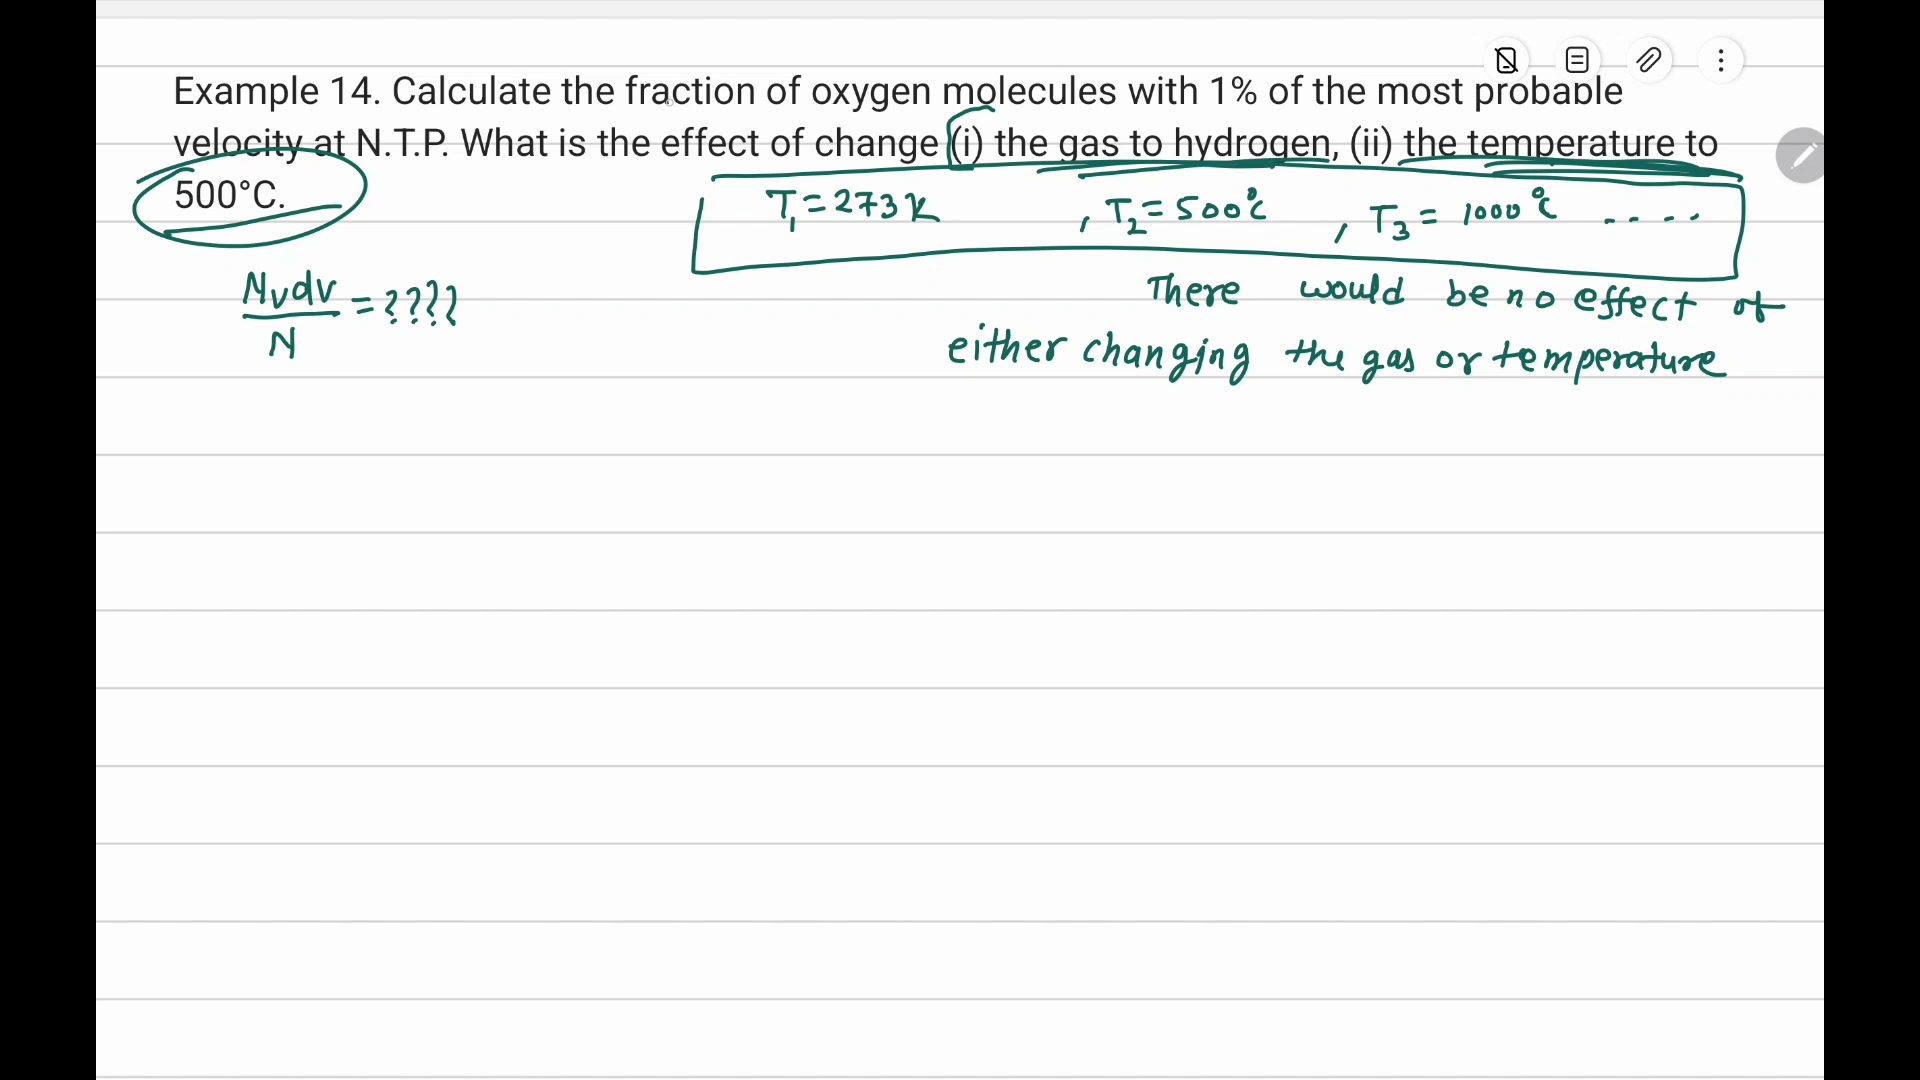 Example 14. Calculate the fraction of oxygen molecules with 1% of the most probable
velocity at N.T.P. What is the effect of change (i) the gas to hydrogen, (ii) the temperature to
500°C.
T₁ = 273 K , T₂ = 500°C , T₃ = 1000°C .....
Nvdv/N = ????
There would be no effect of
either changing the gas or temperature